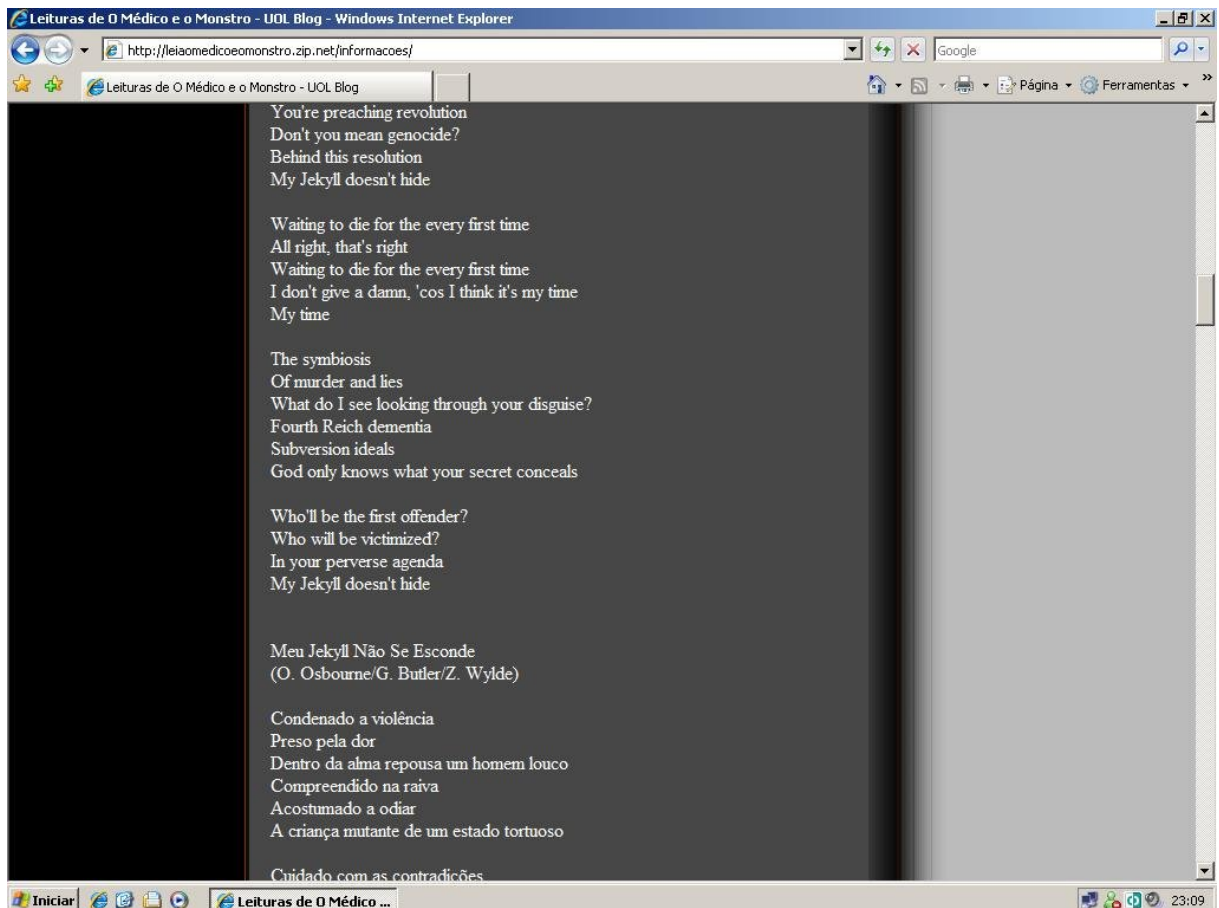 Leituras de O Médico e o Monstro - UOL Blog - Windows Internet Explorer
http://leiaomedicoeomonstro.zip.net/informacoes/
Google
Leituras de O Médico e o Monstro - UOL Blog
Página
Ferramentas
You're preaching revolution
Don't you mean genocide?
Behind this resolution
My Jekyll doesn't hide
Waiting to die for the every first time
All right, that's right
Waiting to die for the every first time
I don't give a damn, 'cos I think it's my time
My time
The symbiosis
Of murder and lies
What do I see looking through your disguise?
Fourth Reich dementia
Subversion ideals
God only knows what your secret conceals
Who'll be the first offender?
Who will be victimized?
In your perverse agenda
My Jekyll doesn't hide
Meu Jekyll Não Se Esconde
(O. Osbourne/G. Butler/Z. Wylde)
Condenado a violência
Preso pela dor
Dentro da alma repousa um homem louco
Compreendido na raiva
Acostumado a odiar
A criança mutante de um estado tortuoso
Cuidado com as contradições
Iniciar
Leituras de O Médico ...
23:09